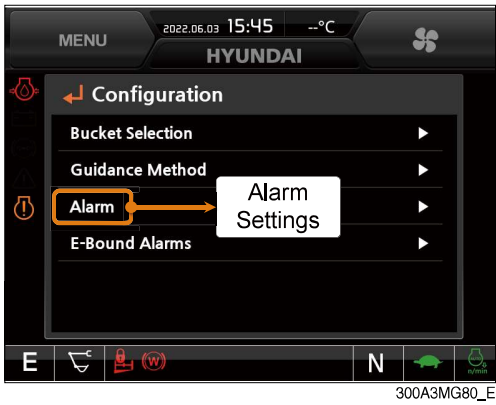 MENU
2022.06.03 15:45 --°C
HYUNDAI
Configuration
Bucket Selection
Guidance Method
Alarm
Alarm
Settings
E-Bound Alarms
E
C
(W)
N
n/min
300A3MG80_E